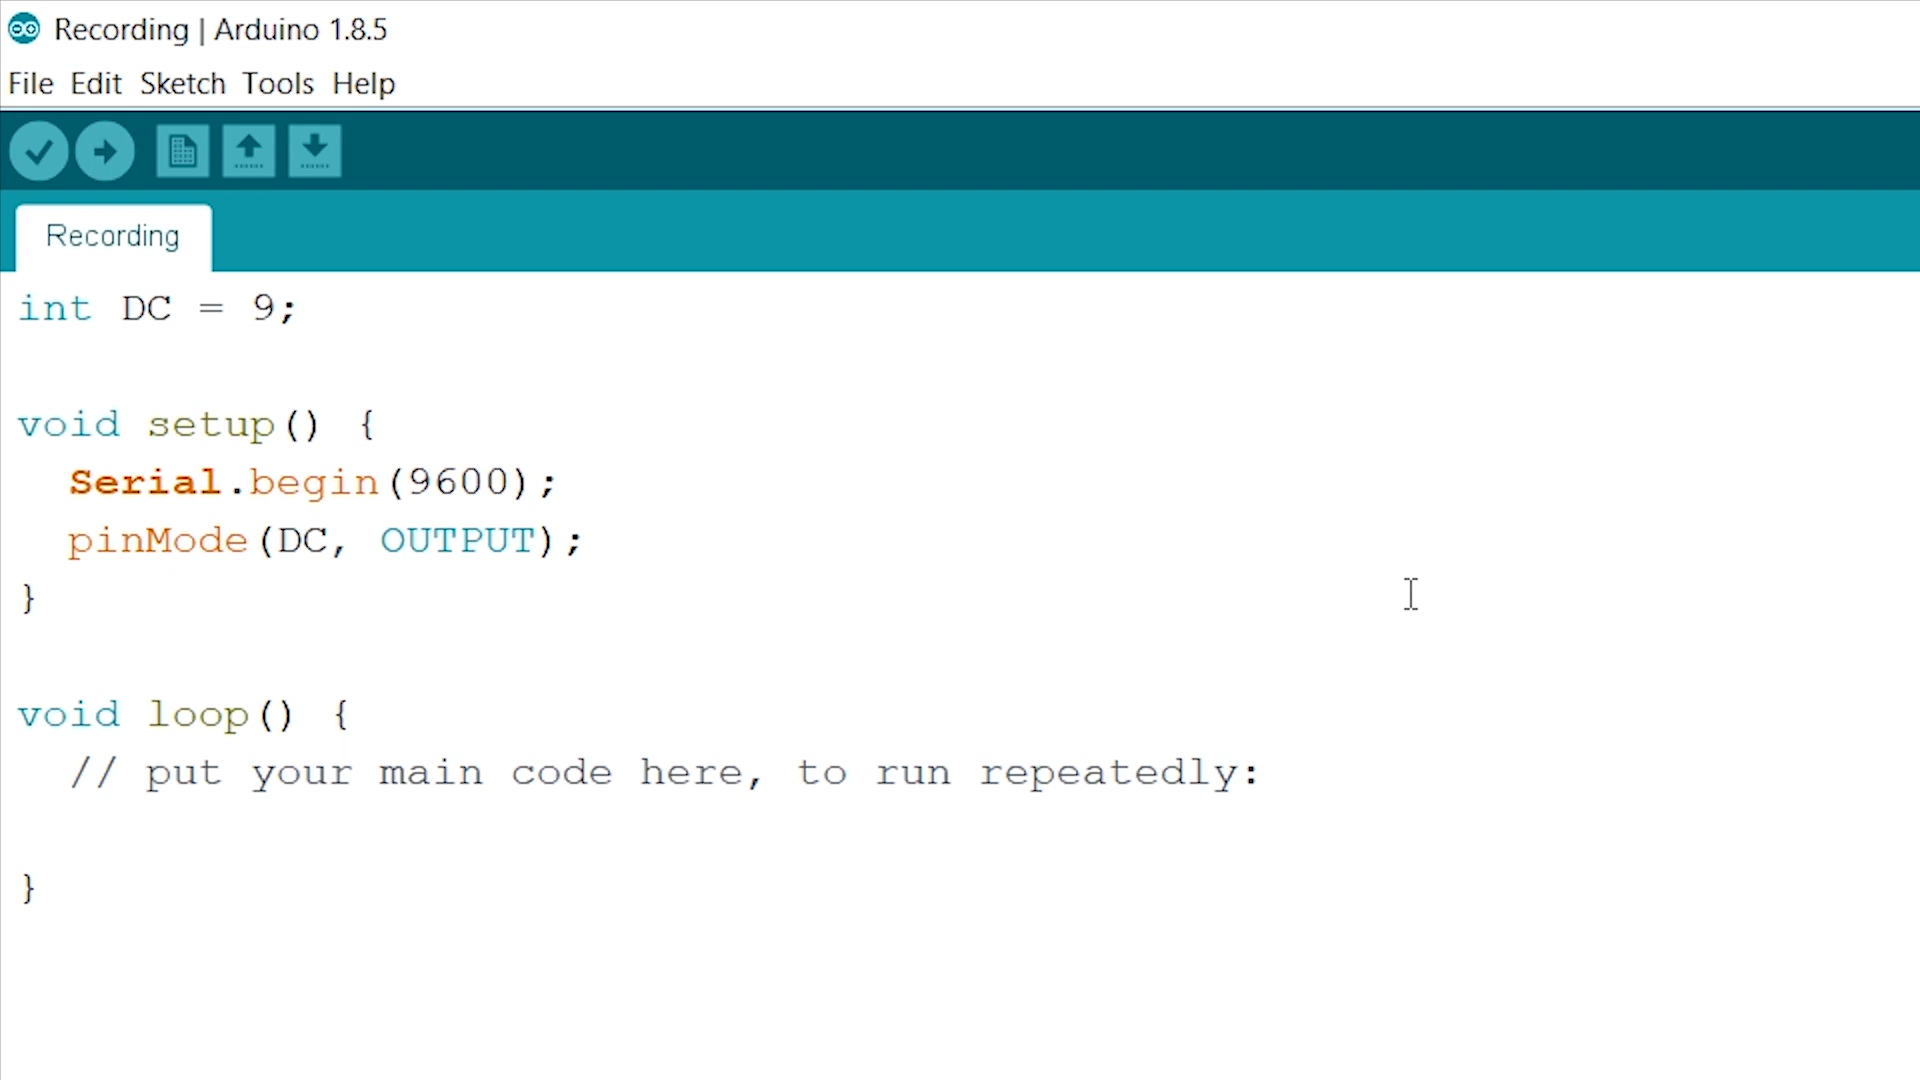 Recording | Arduino 1.8.5
File Edit Sketch Tools Help
Recording
int DC = 9;
void setup() {
  Serial.begin(9600);
  pinMode(DC, OUTPUT);
}
void loop() {
  // put your main code here, to run repeatedly:
}